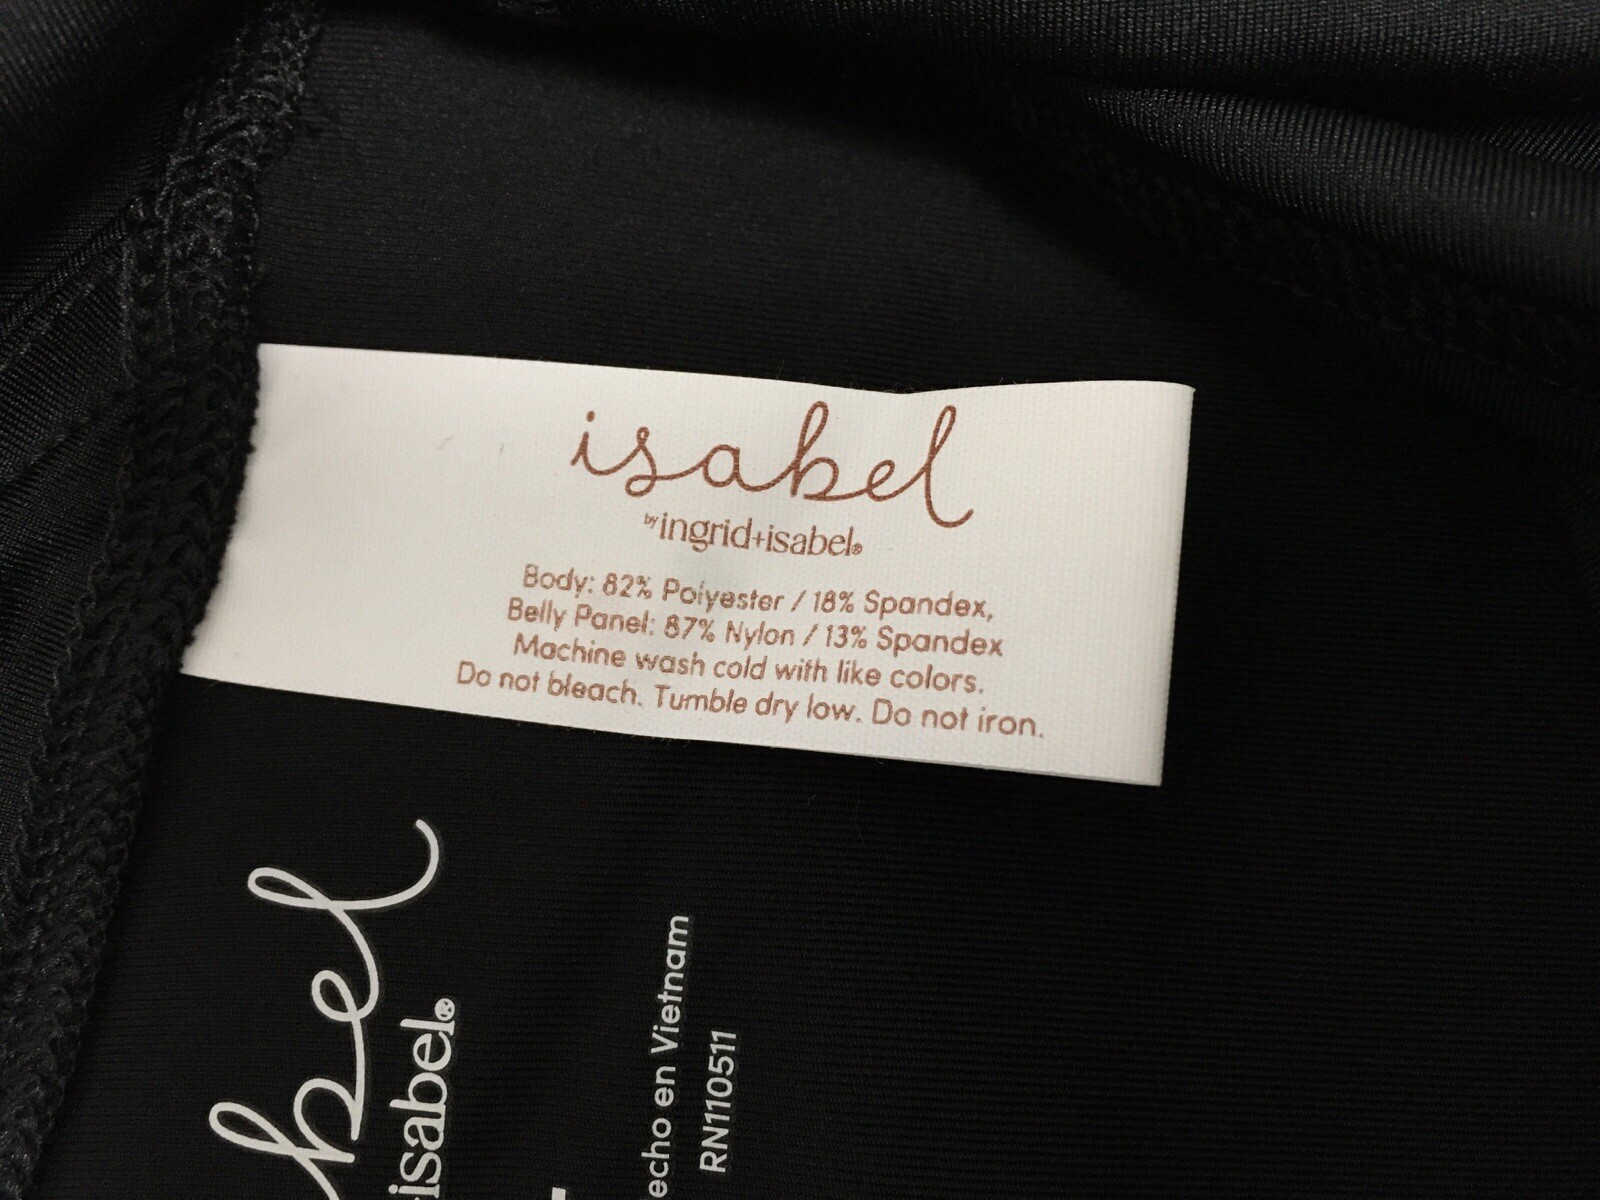 isabel
by ingrid+isabel®
Body: 82% Polyester / 18% Spandex,
Belly Panel: 87% Nylon / 13% Spandex
Machine wash cold with like colors.
Do not bleach. Tumble dry low. Do not iron.
bel
isabel®
echo en Vietnam
RN110511